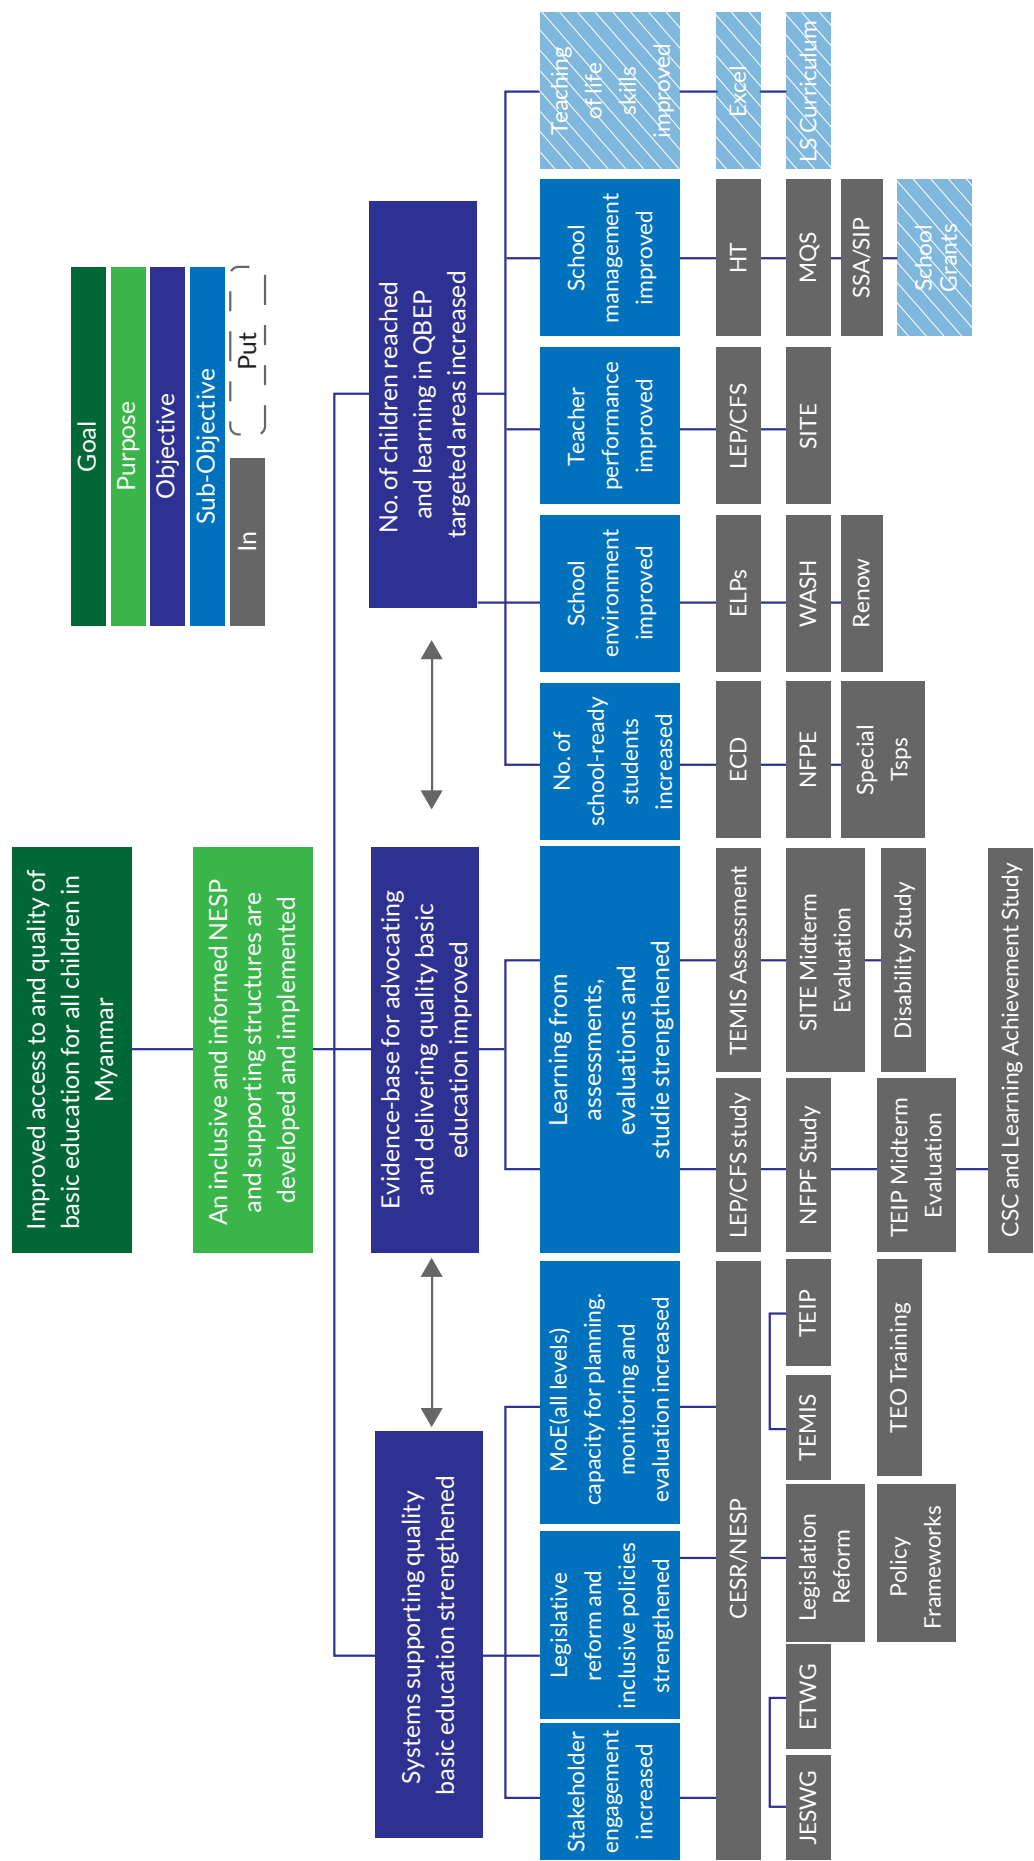 Improved access to and quality of
basic education for all children in
Myanmar
Goal
Purpose
Objective
Sub-Objective
In
Put
An inclusive and informed NESP
and supporting structures are
developed and implemented
Systems supporting quality
basic education strengthened
Evidence-base for advocating
and delivering quality basic
education improved
No. of children reached
and learning in QBEP
targeted areas increased
Stakeholder
engagement
increased
Legislative
reform and
inclusive policies
strengthened
MoE(all levels)
capacity for planning.
monitoring and
evaluation increased
Learning from
assessments,
evaluations and
studie strengthened
No. of
school-ready
students
increased
School
environment
improved
Teacher
performance
improved
School
management
improved
Teaching
of life
skills
improved
CESR/NESP
LEP/CFS study
TEMIS Assessment
ECD
ELPs
LEP/CFS
HT
Excel
JESWG
ETWG
Legislation
Reform
TEMIS
TEIP
NFPF Study
SITE Midterm
Evaluation
NFPE
WASH
SITE
MQS
LS Curriculum
Special
Tsps
Renow
SSA/SIP
Policy
Frameworks
TEO Training
TEIP Midterm
Evaluation
Disability Study
School
Grants
CSC and Learning Achievement Study